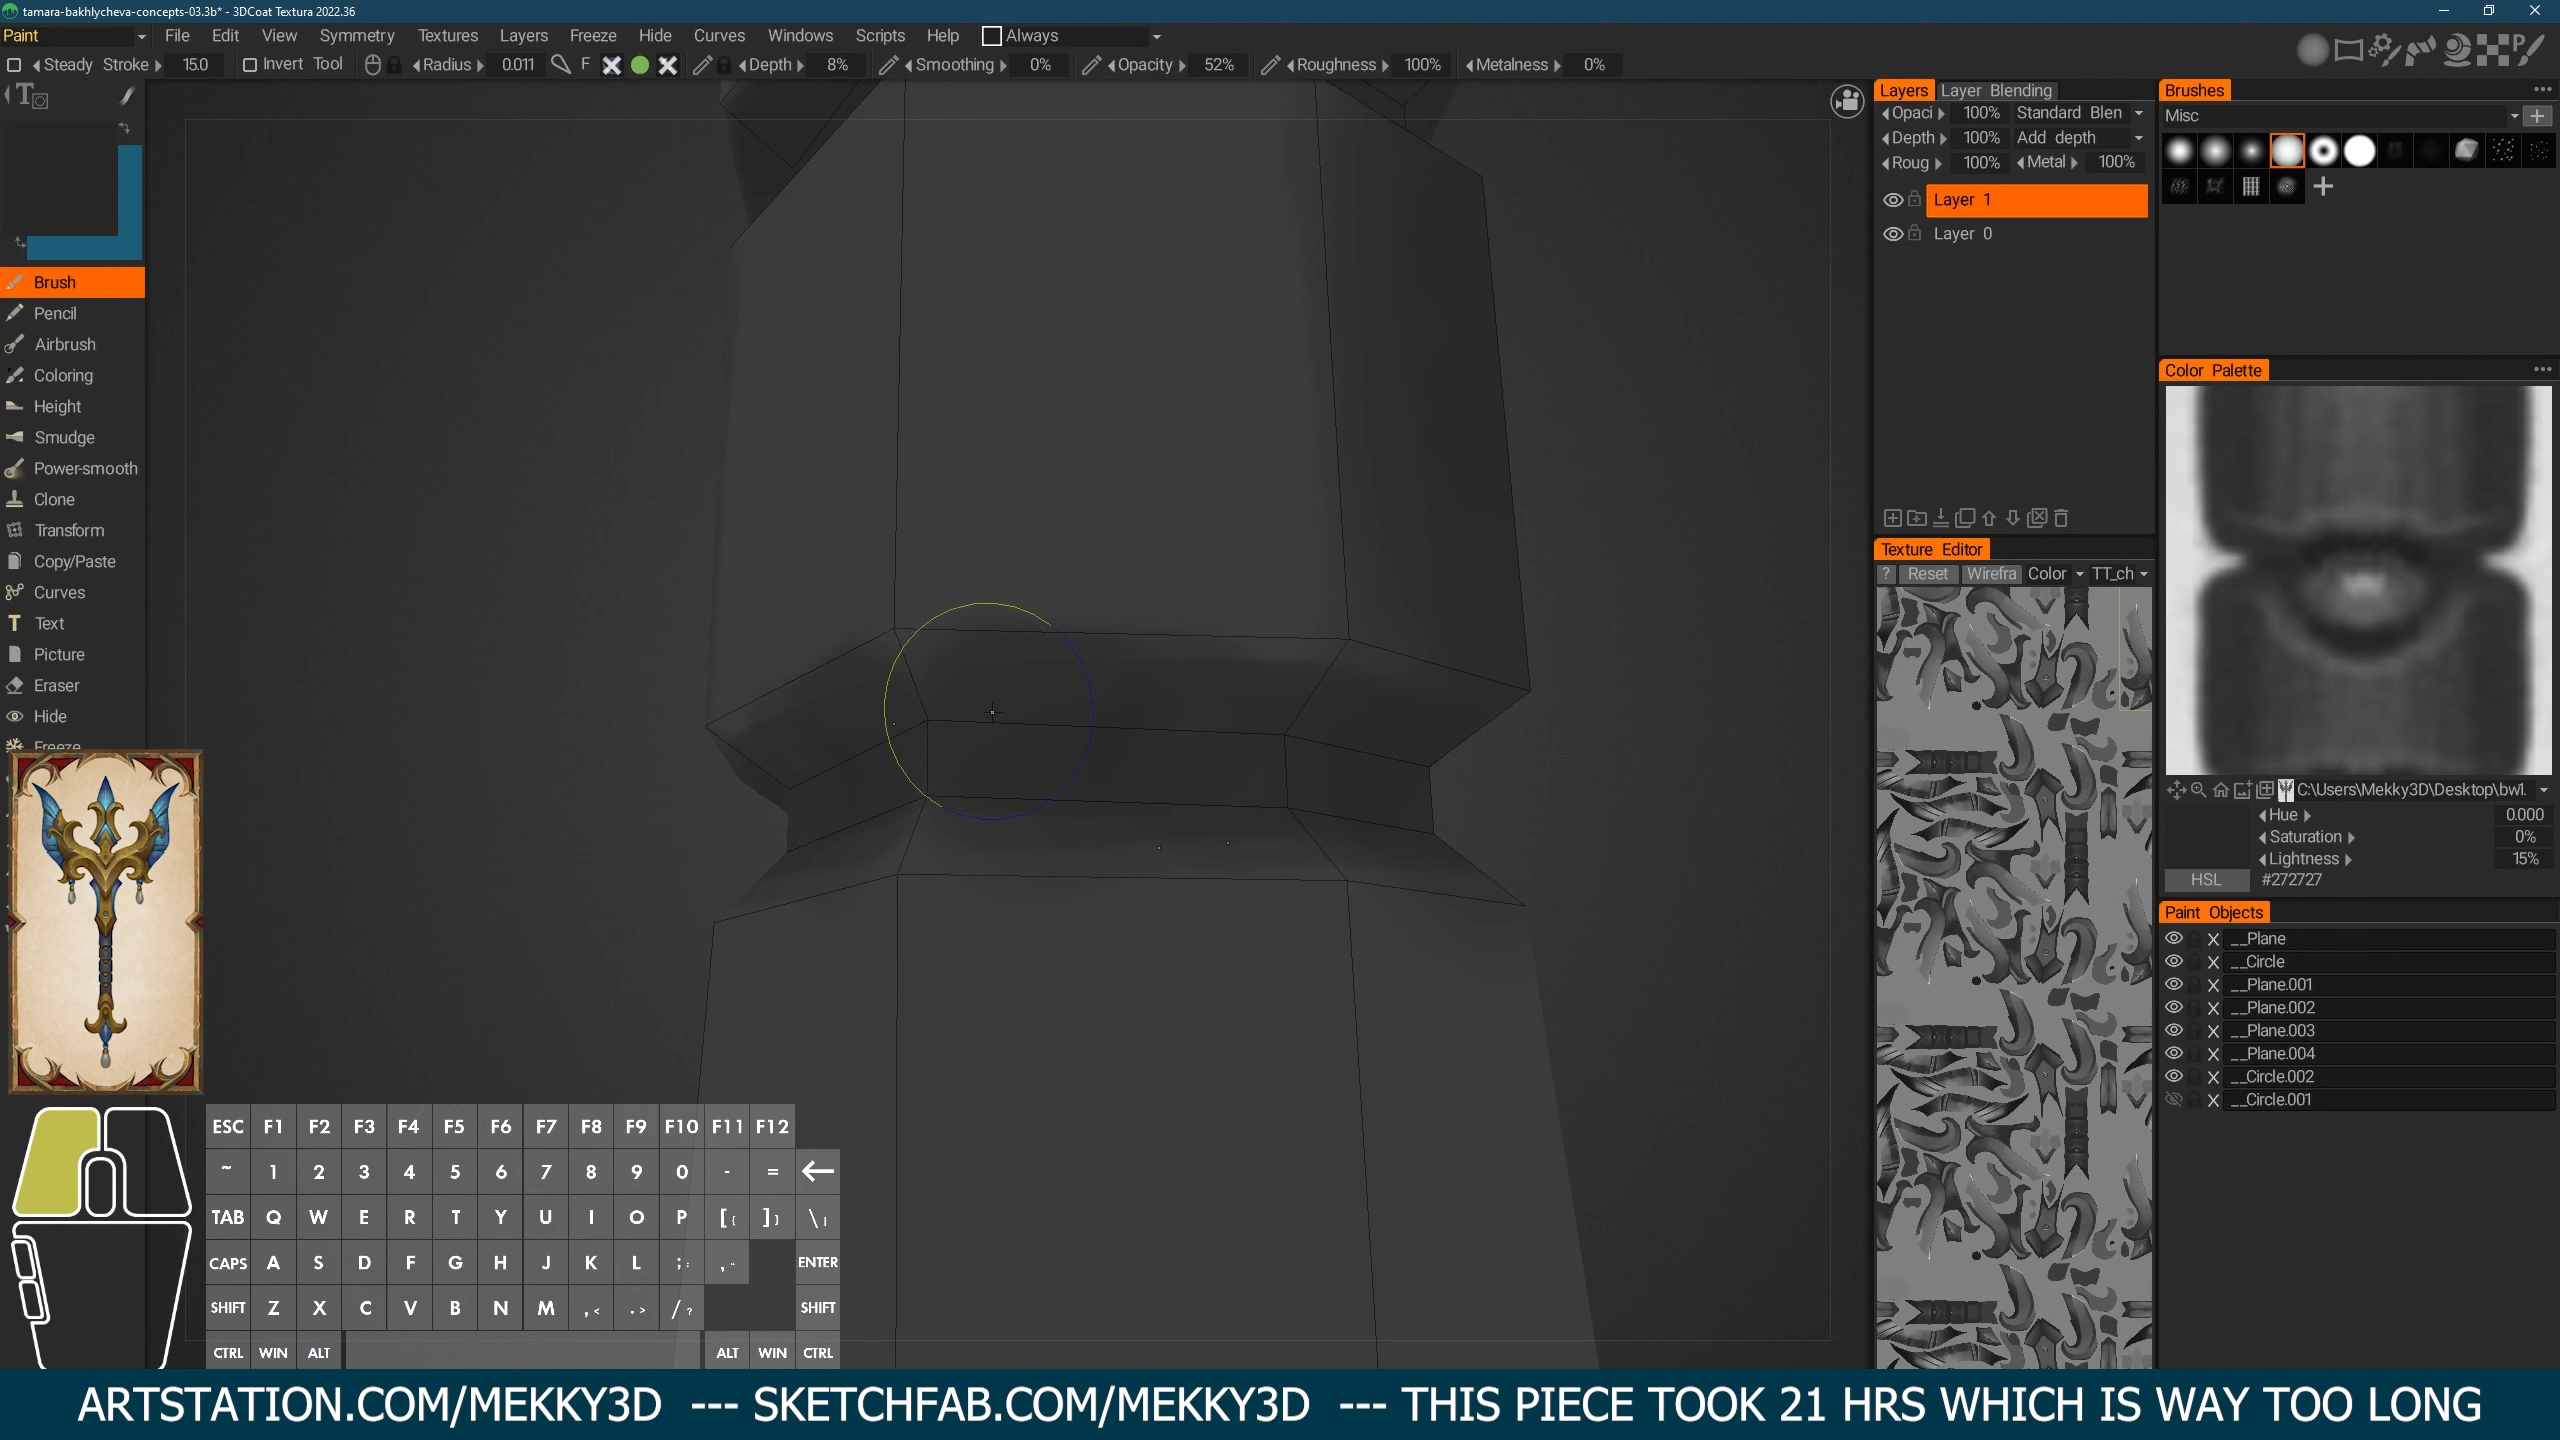 tamara-bakhlycheva-concepts-03.3b* - 3DCoat Textura 2022.36
Paint File Edit View Symmetry Textures Layers Freeze Hide Curves Windows Scripts Help Always
Steady Stroke 15.0 Invert Tool Radius 0.011 F Depth 8% Smoothing 0% Opacity 52% Roughness 100% Metalness 0%
Brush
Pencil
Airbrush
Coloring
Height
Smudge
Power-smooth
Clone
Transform
Copy/Paste
Curves
Text
Picture
Eraser
Hide
Freeze
Layers Layer Blending
Opaci 100% Standard Blen
Depth 100% Add depth
Roug 100% Metal 100%
Layer 1
Layer 0
Texture Editor
? Reset Wirefra Color TT_ch
Brushes
Misc
Color Palette
C:\Users\Mekky3D\Desktop\bw1.
Hue 0.000
Saturation 0%
Lightness 15%
HSL #272727
Paint Objects
X __Plane
X __Circle
X __Plane.001
X __Plane.002
X __Plane.003
X __Plane.004
X __Circle.002
X __Circle.001
ESC F1 F2 F3 F4 F5 F6 F7 F8 F9 F10 F11 F12
~ 1 2 3 4 5 6 7 8 9 0 - =
TAB Q W E R T Y U I O P [{ ]} \|
CAPS A S D F G H J K L ;: ," ENTER
SHIFT Z X C V B N M ,< .> /? SHIFT
CTRL WIN ALT ALT WIN CTRL
ARTSTATION.COM/MEKKY3D --- SKETCHFAB.COM/MEKKY3D --- THIS PIECE TOOK 21 HRS WHICH IS WAY TOO LONG